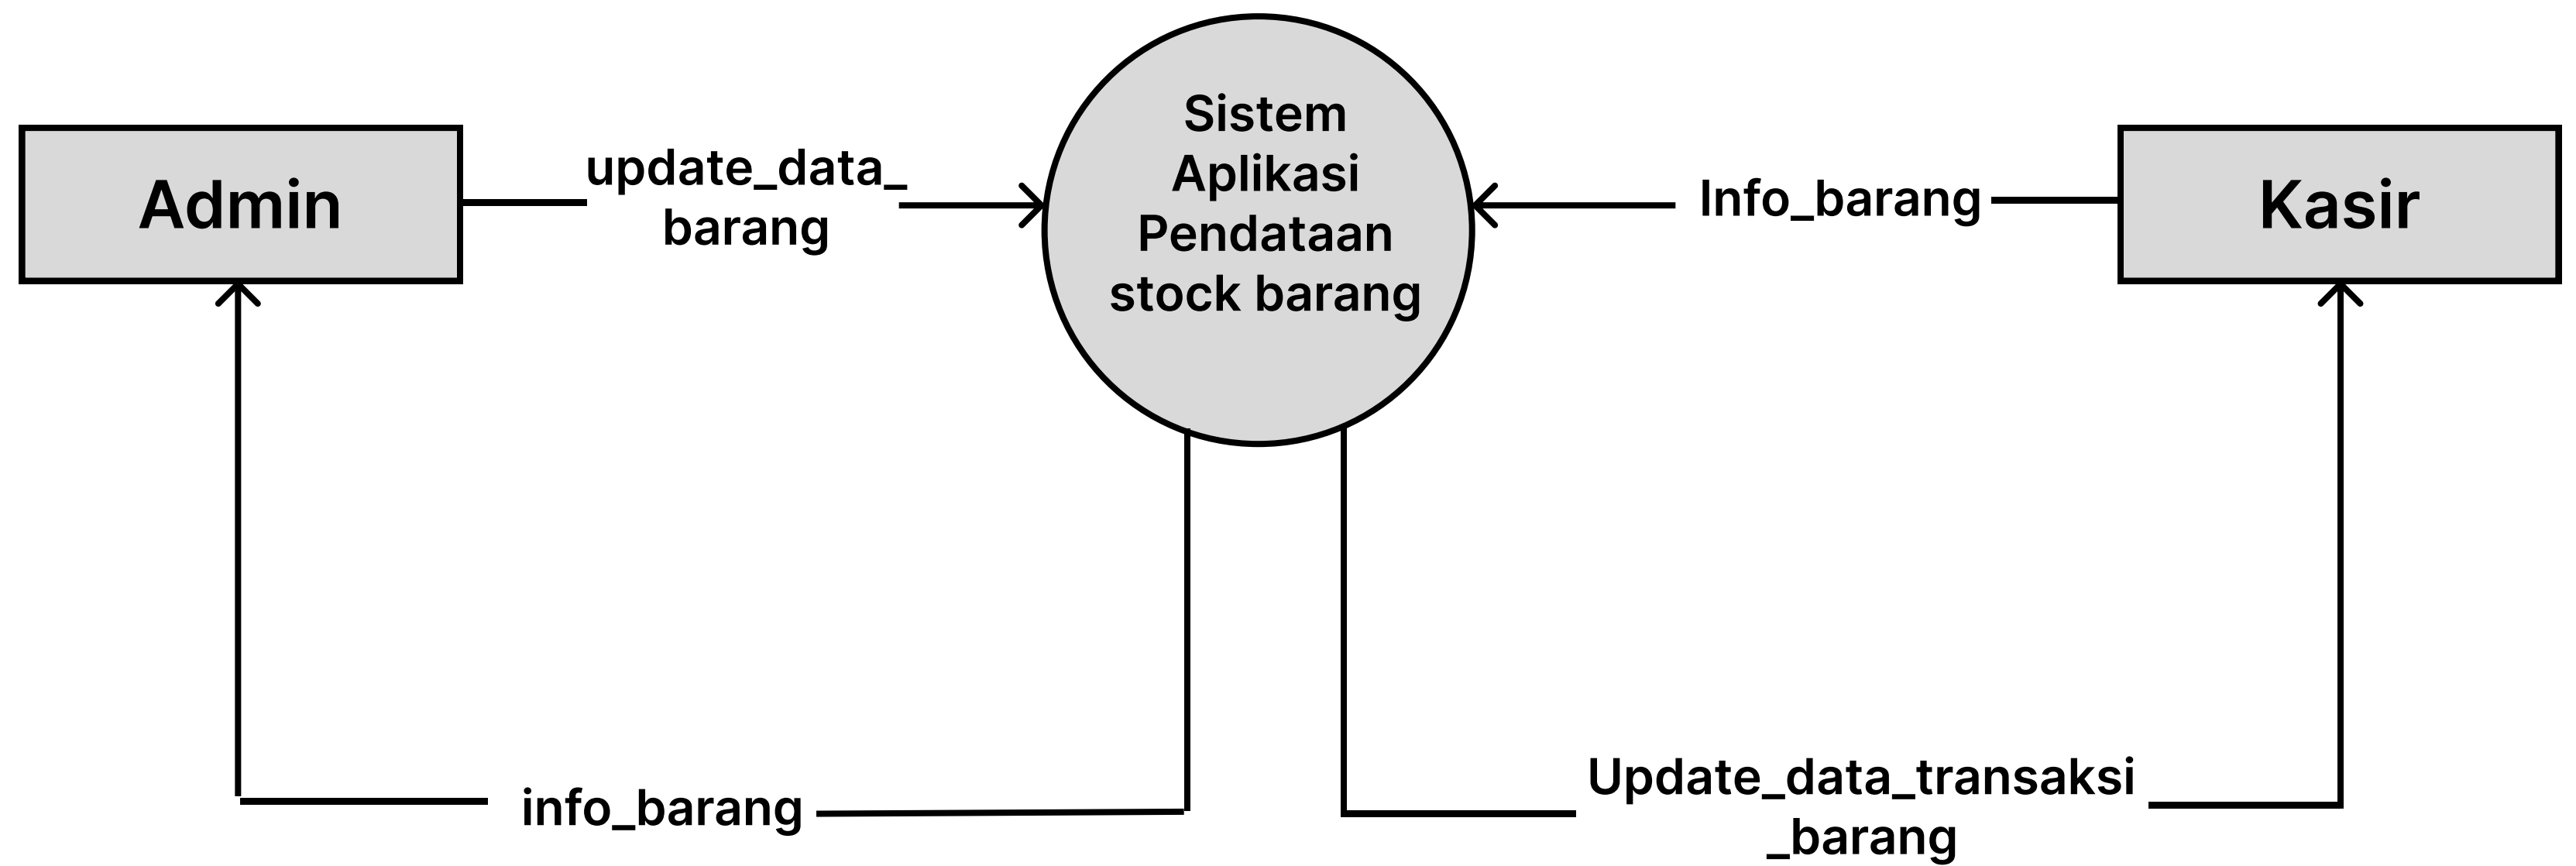 Admin
update_data_
barang
Sistem
Aplikasi
Pendataan
stock barang
Info_barang
Kasir
info_barang
Update_data_transaksi
_barang